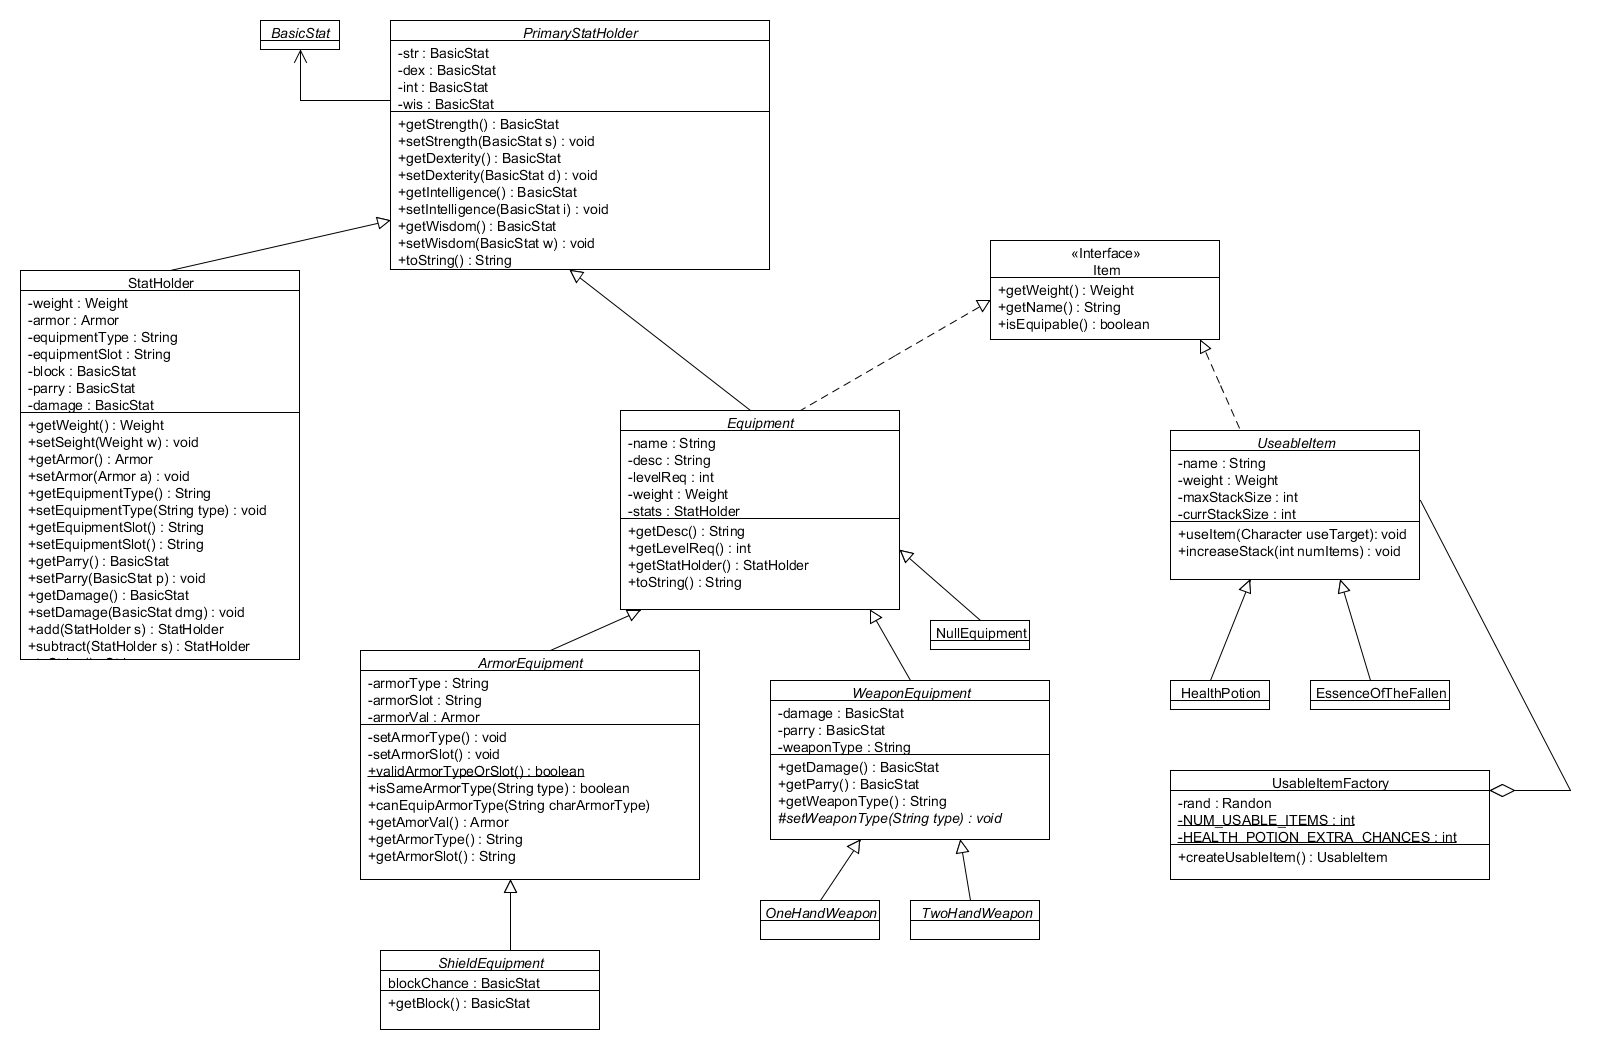 BasicStat
PrimaryStatHolder
-str : BasicStat
-dex : BasicStat
-int : BasicStat
-wis : BasicStat
+getStrength() : BasicStat
+setStrength(BasicStat s) : void
+getDexterity() : BasicStat
+setDexterity(BasicStat d) : void
+getIntelligence() : BasicStat
+setIntelligence(BasicStat i) : void
+getWisdom() : BasicStat
+setWisdom(BasicStat w) : void
+toString() : String
StatHolder
-weight : Weight
-armor : Armor
-equipmentType : String
-equipmentSlot : String
-block : BasicStat
-parry : BasicStat
-damage : BasicStat
+getWeight() : Weight
+setSeight(Weight w) : void
+getArmor() : Armor
+setArmor(Armor a) : void
+getEquipmentType() : String
+setEquipmentType(String type) : void
+getEquipmentSlot() : String
+setEquipmentSlot() : String
+getParry() : BasicStat
+setParry(BasicStat p) : void
+getDamage() : BasicStat
+setDamage(BasicStat dmg) : void
+add(StatHolder s) : StatHolder
+subtract(StatHolder s) : StatHolder
«Interface»
Item
+getWeight() : Weight
+getName() : String
+isEquipable() : boolean
Equipment
-name : String
-desc : String
-levelReq : int
-weight : Weight
-stats : StatHolder
+getDesc() : String
+getLevelReq() : int
+getStatHolder() : StatHolder
+toString() : String
UseableItem
-name : String
-weight : Weight
-maxStackSize : int
-currStackSize : int
+useItem(Character useTarget): void
+increaseStack(int numItems) : void
NullEquipment
ArmorEquipment
-armorType : String
-armorSlot : String
-armorVal : Armor
-setArmorType() : void
-setArmorSlot() : void
+validArmorTypeOrSlot() : boolean
+isSameArmorType(String type) : boolean
+canEquipArmorType(String charArmorType)
+getAmorVal() : Armor
+getArmorType() : String
+getArmorSlot() : String
WeaponEquipment
-damage : BasicStat
-parry : BasicStat
-weaponType : String
+getDamage() : BasicStat
+getParry() : BasicStat
+getWeaponType() : String
#setWeaponType(String type) : void
HealthPotion
EssenceOfTheFallen
UsableItemFactory
-rand : Randon
-NUM_USABLE_ITEMS : int
-HEALTH_POTION_EXTRA_CHANCES : int
+createUsableItem() : UsableItem
OneHandWeapon
TwoHandWeapon
ShieldEquipment
blockChance : BasicStat
+getBlock() : BasicStat